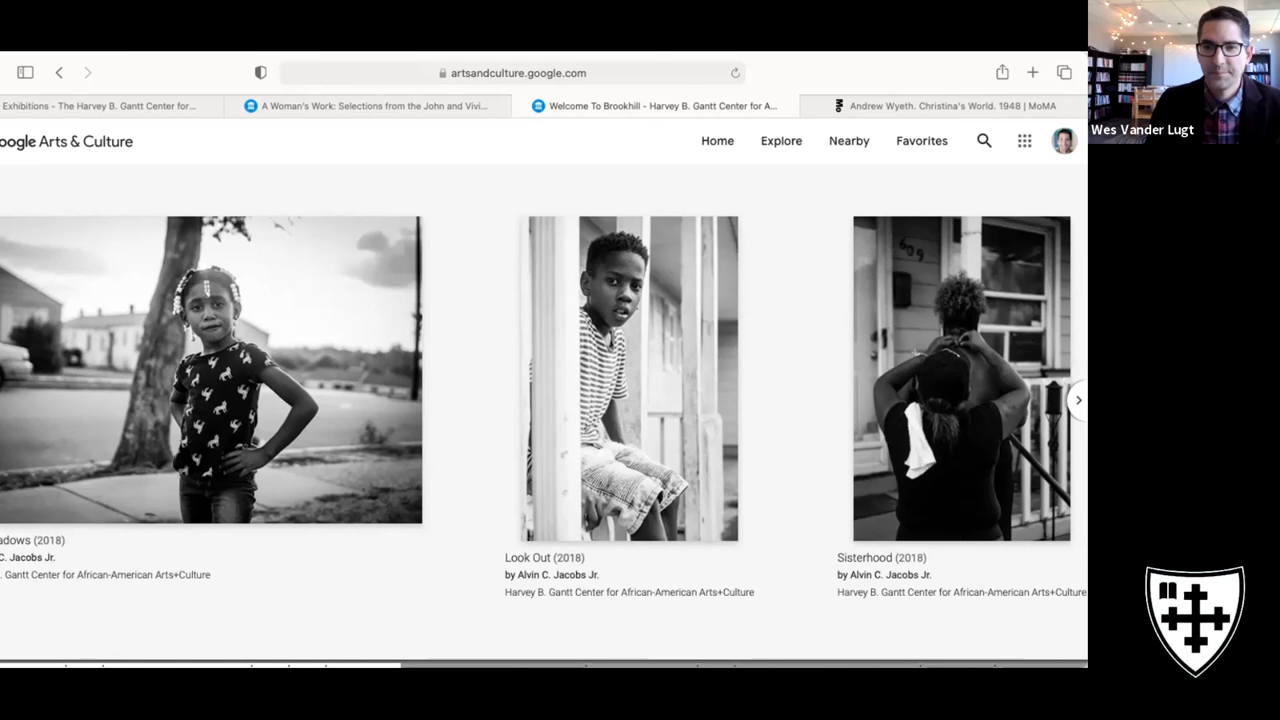 artsandculture.google.com
Exhibitions - The Harvey B. Gantt Center for...
A Woman's Work: Selections from the John and Vivi...
Welcome To Brookhill - Harvey B. Gantt Center for A...
Mo
Andrew Wyeth. Christina's World. 1948 | MoMA
oogle Arts & Culture
Home
Explore
Nearby
Favorites
Wes Vander Lugt
609
adows (2018)
C. Jacobs Jr.
. Gantt Center for African-American Arts+Culture
Look Out (2018)
by Alvin C. Jacobs Jr.
Harvey B. Gantt Center for African-American Arts+Culture
Sisterhood (2018)
by Alvin C. Jacobs Jr.
Harvey B. Gantt Center for African-American Arts+Culture